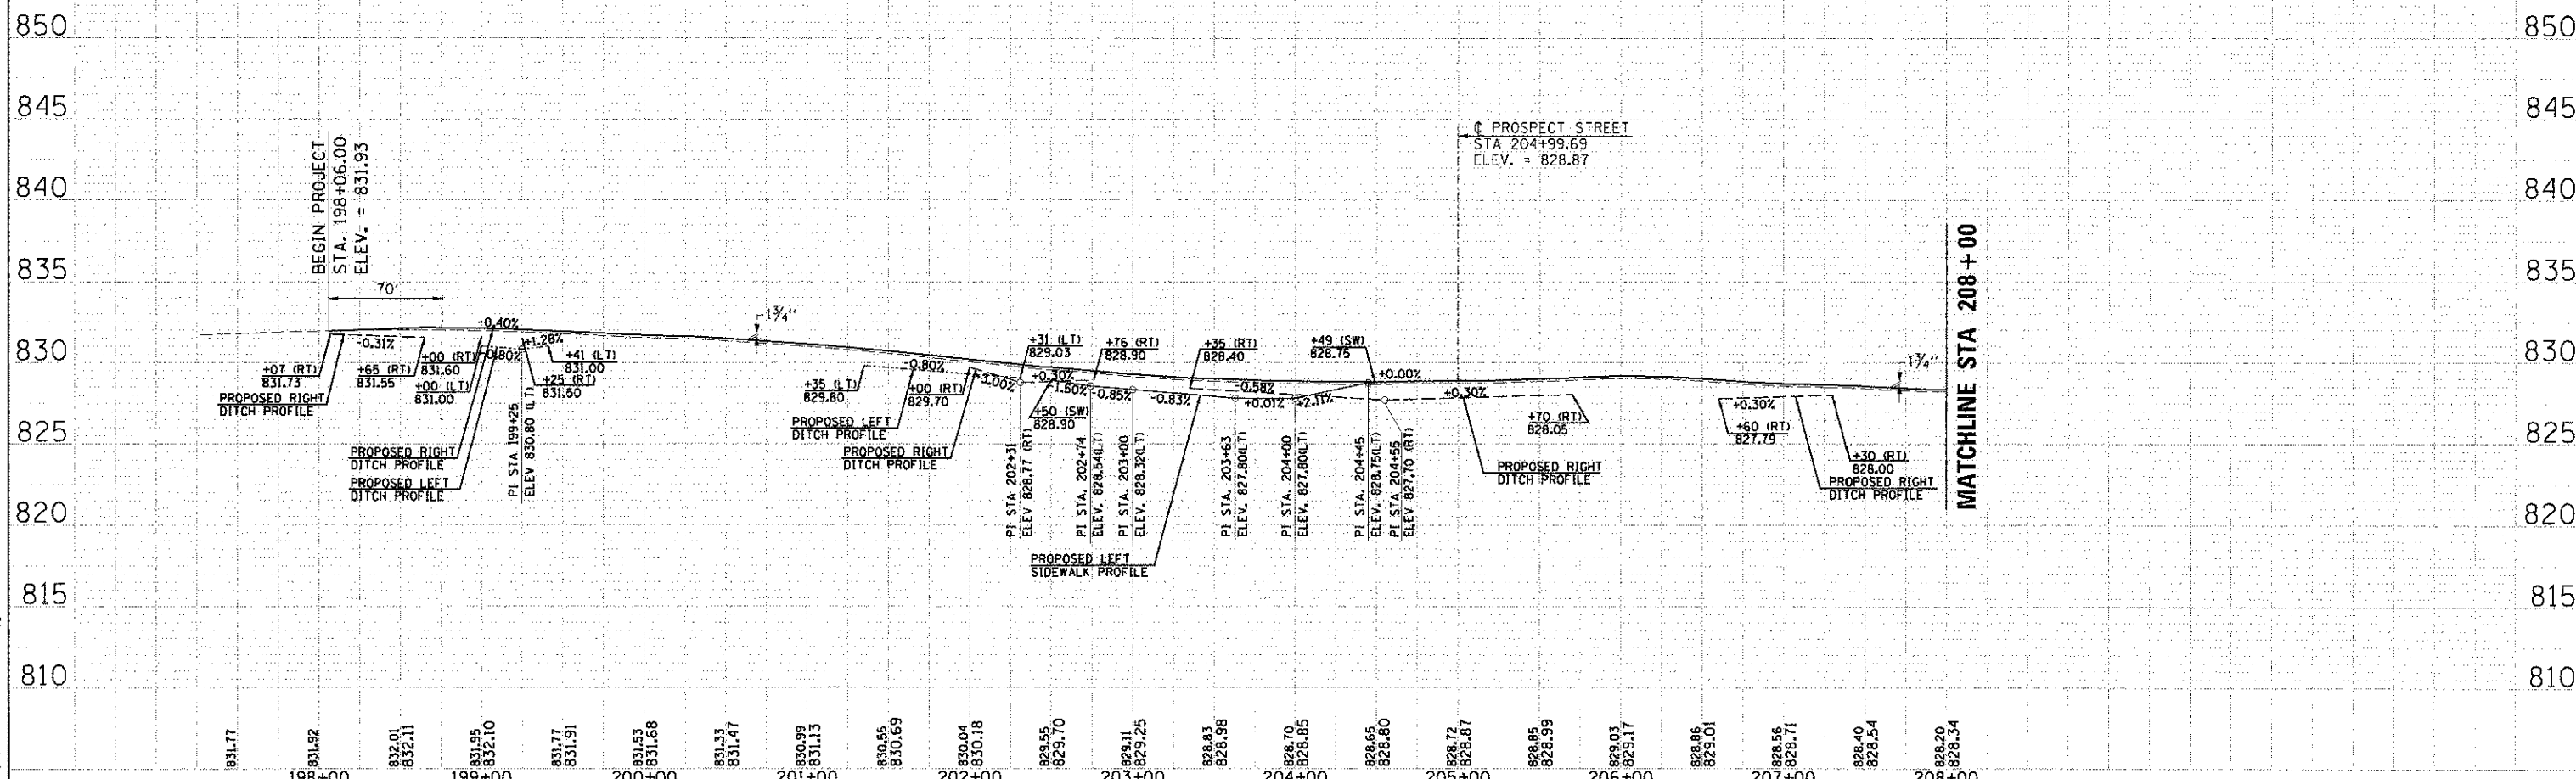 850
850
845
845
840
840
835
835
830
830
825
825
820
820
815
815
810
810
BEGIN PROJECT
STA. 198+06.00
ELEV. = 831.93
70'
℄ PROSPECT STREET
STA 204+99.69
ELEV. = 828.87
MATCHLINE STA 208+00
1¾"
1¾"
-0.31%
-0.40%
-0.80%
+1.28%
+07 (RT)
831.73
PROPOSED RIGHT
DITCH PROFILE
+65 (RT)
831.55
+00 (RT)
831.60
+00 (LT)
831.00
+41 (LT)
831.00
+25 (RT)
831.50
PROPOSED RIGHT
DITCH PROFILE
PROPOSED LEFT
DITCH PROFILE
PI STA 199+25
ELEV 830.80 (LT)
+35 (LT)
829.80
-0.80%
PROPOSED LEFT
DITCH PROFILE
+00 (RT)
829.70
PROPOSED RIGHT
DITCH PROFILE
-3.00%
+31 (LT)
829.03
+0.30%
-1.50%
+50 (SW)
828.90
+76 (RT)
828.90
-0.85%
-0.83%
+35 (RT)
828.40
-0.58%
+0.01%
+2.11%
+49 (SW)
828.75
+0.00%
PI STA 202+31
ELEV 828.77 (RT)
PI STA. 202+74
ELEV. 828.54(LT)
PI STA. 203+00
ELEV. 828.32(LT)
PI STA. 203+63
ELEV. 827.80(LT)
PI STA. 204+00
ELEV. 827.80(LT)
PI STA. 204+45
ELEV. 828.75(LT)
PI STA 204+55
ELEV 827.70 (RT)
PROPOSED LEFT
SIDEWALK PROFILE
+0.30%
PROPOSED RIGHT
DITCH PROFILE
+70 (RT)
828.05
+0.30%
+60 (RT)
827.79
+30 (RT)
828.00
PROPOSED RIGHT
DITCH PROFILE
831.77
831.92
832.01
832.11
831.95
832.10
831.77
831.91
831.53
831.68
831.33
831.47
830.99
831.13
830.55
830.69
830.04
830.18
829.55
829.70
829.11
829.25
828.83
828.98
828.70
828.85
828.65
828.80
828.72
828.87
828.85
828.99
829.03
829.17
828.86
829.01
828.56
828.71
828.40
828.54
828.20
828.34
198+00
199+00
200+00
201+00
202+00
203+00
204+00
205+00
206+00
207+00
208+00